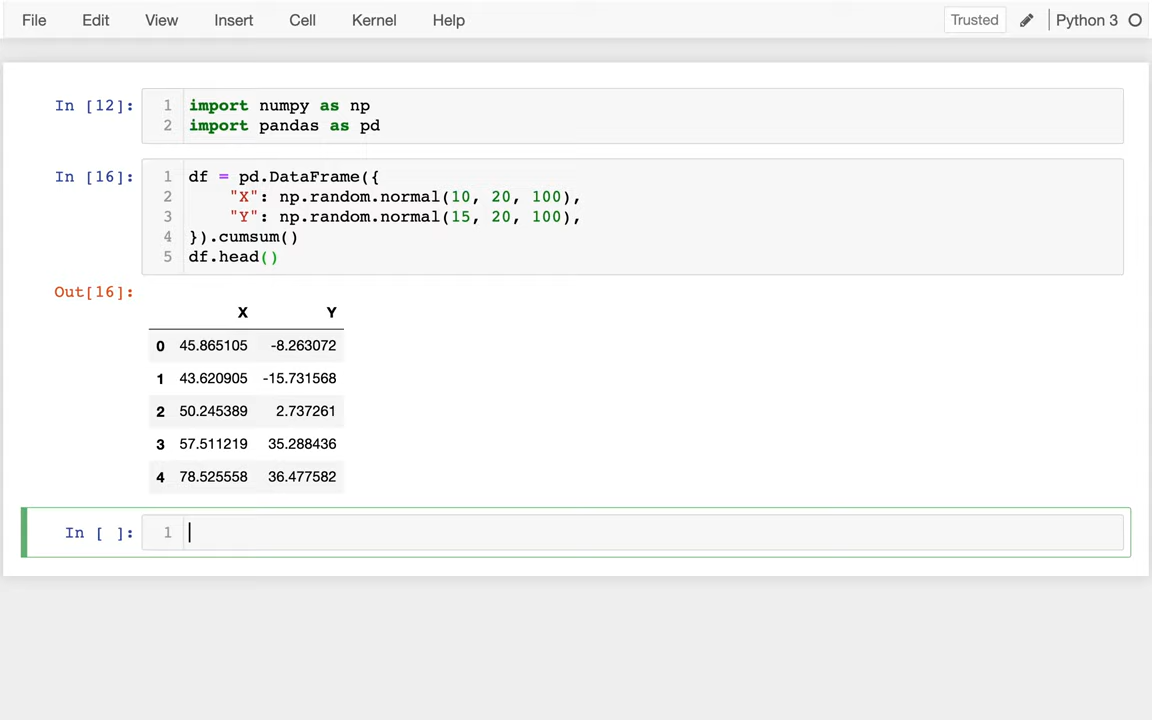 File Edit View Insert Cell Kernel Help Trusted Python 3
In [12]: 1 import numpy as np
2 import pandas as pd
In [16]: 1 df = pd.DataFrame({
2 "X": np.random.normal(10, 20, 100),
3 "Y": np.random.normal(15, 20, 100),
4 }).cumsum()
5 df.head()
Out[16]:
X Y
0 45.865105 -8.263072
1 43.620905 -15.731568
2 50.245389 2.737261
3 57.511219 35.288436
4 78.525558 36.477582
In [ ]: 1